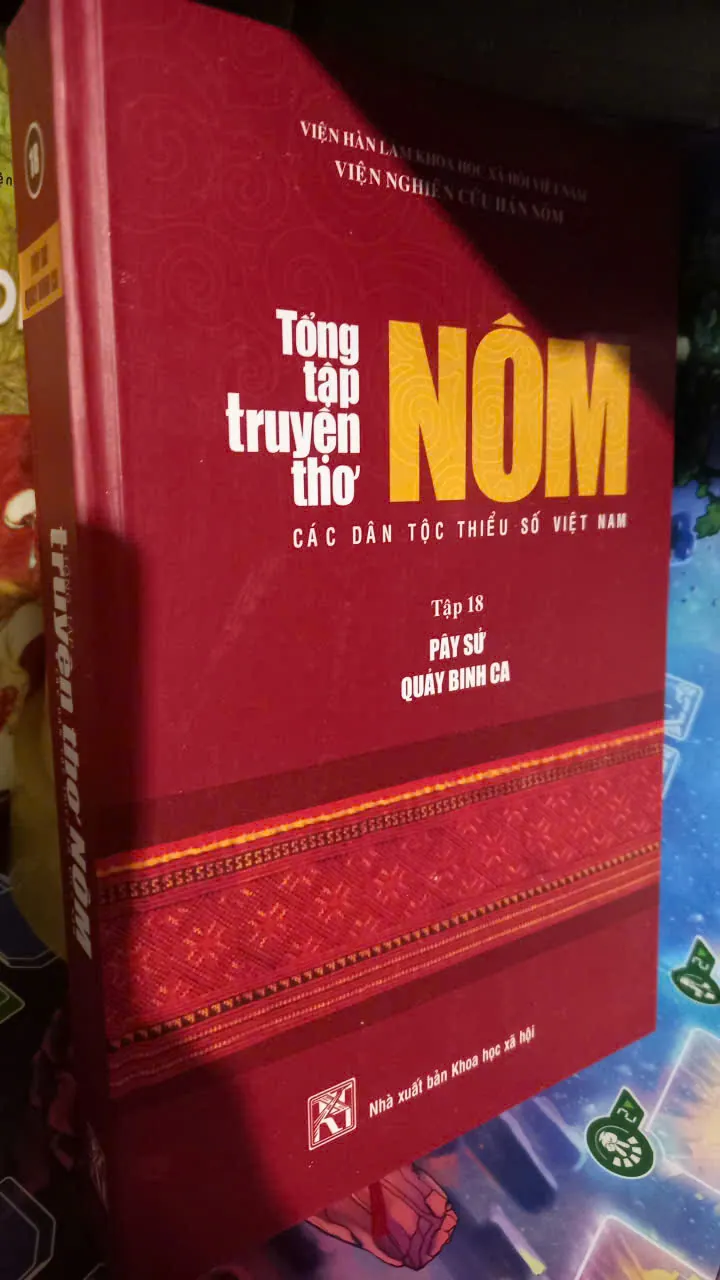 VIỆN HÀN LÂM KHOA HỌC XÃ HỘI VIỆT NAM
VIỆN NGHIÊN CỨU HÁN NÔM
Tổng
tập
truyện
thơ
NÔM
CÁC DÂN TỘC THIỂU SỐ VIỆT NAM
Tập 18
PÂY SỬ
QUÁY BINH CA
Nhà xuất bản Khoa học xã hội
18
truyện thơ NÔM